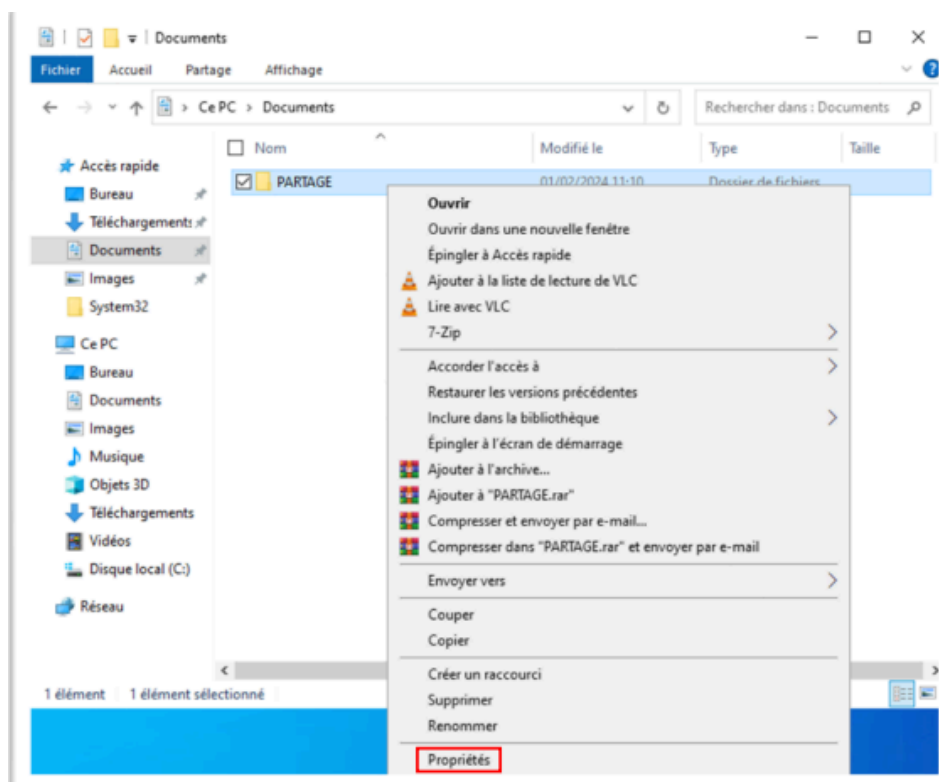 Documents
Fichier Accueil Partage Affichage
Ce PC > Documents
Rechercher dans : Documents
Nom Modifié le Type Taille
PARTAGE 01/02/2024 11:10 Dossier de fichiers
Accès rapide
Bureau
Téléchargements
Documents
Images
System32
Ce PC
Bureau
Documents
Images
Musique
Objets 3D
Téléchargements
Vidéos
Disque local (C:)
Réseau
Ouvrir
Ouvrir dans une nouvelle fenêtre
Épingler à Accès rapide
Ajouter à la liste de lecture de VLC
Lire avec VLC
7-Zip
Accorder l'accès à
Restaurer les versions précédentes
Inclure dans la bibliothèque
Épingler à l'écran de démarrage
Ajouter à l'archive...
Ajouter à "PARTAGE.rar"
Compresser et envoyer par e-mail...
Compresser dans "PARTAGE.rar" et envoyer par e-mail
Envoyer vers
Couper
Copier
Créer un raccourci
Supprimer
Renommer
Propriétés
1 élément 1 élément sélectionné